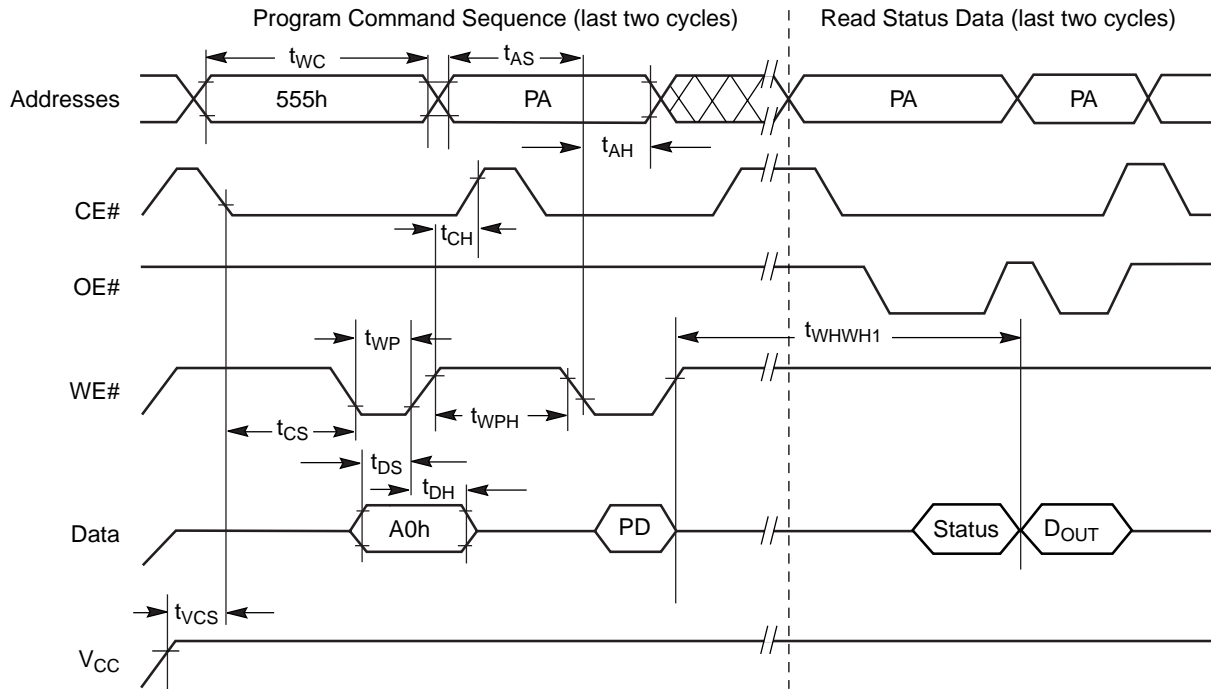 Program Command Sequence (last two cycles)
Read Status Data (last two cycles)
tWC
tAS
Addresses
555h
PA
PA
PA
tAH
CE#
tCH
OE#
tWP
tWHWH1
WE#
tWPH
tCS
tDS
tDH
Data
A0h
PD
Status
DOUT
tVCS
VCC